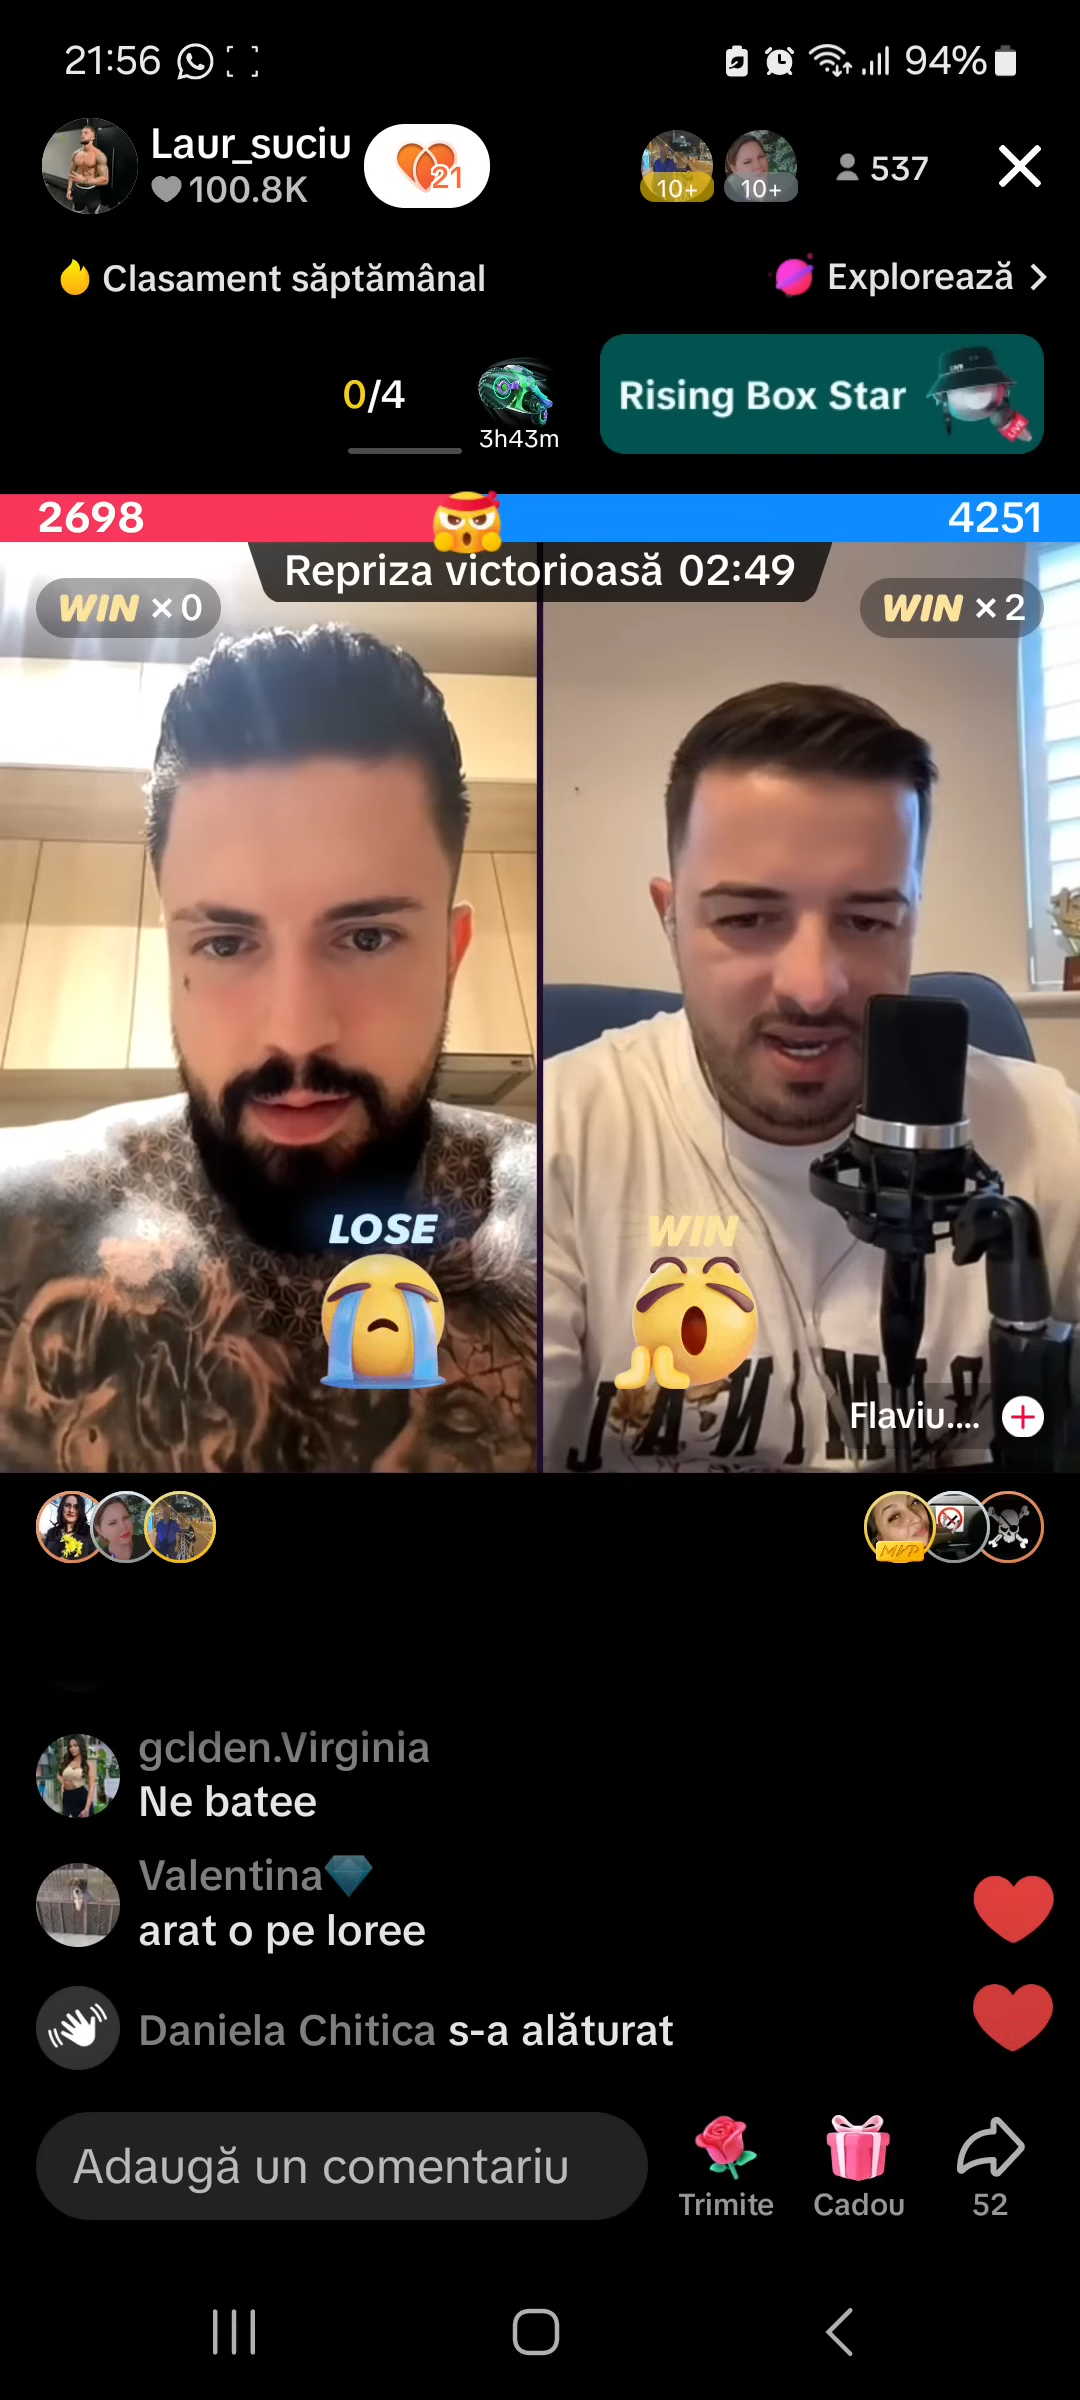 21:56 94%
Laur_suciu
100.8K
21
10+ 10+ 537
Clasament săptămânal
Explorează
0/4
3h43m
Rising Box Star
LIVE
2698 4251
Repriza victorioasă 02:49
WIN × 0 WIN × 2
LOSE WIN
Flaviu....
MVP
gclden.Virginia
Ne batee
Valentina
arat o pe loree
Daniela Chitica s-a alăturat
Adaugă un comentariu
Trimite Cadou 52